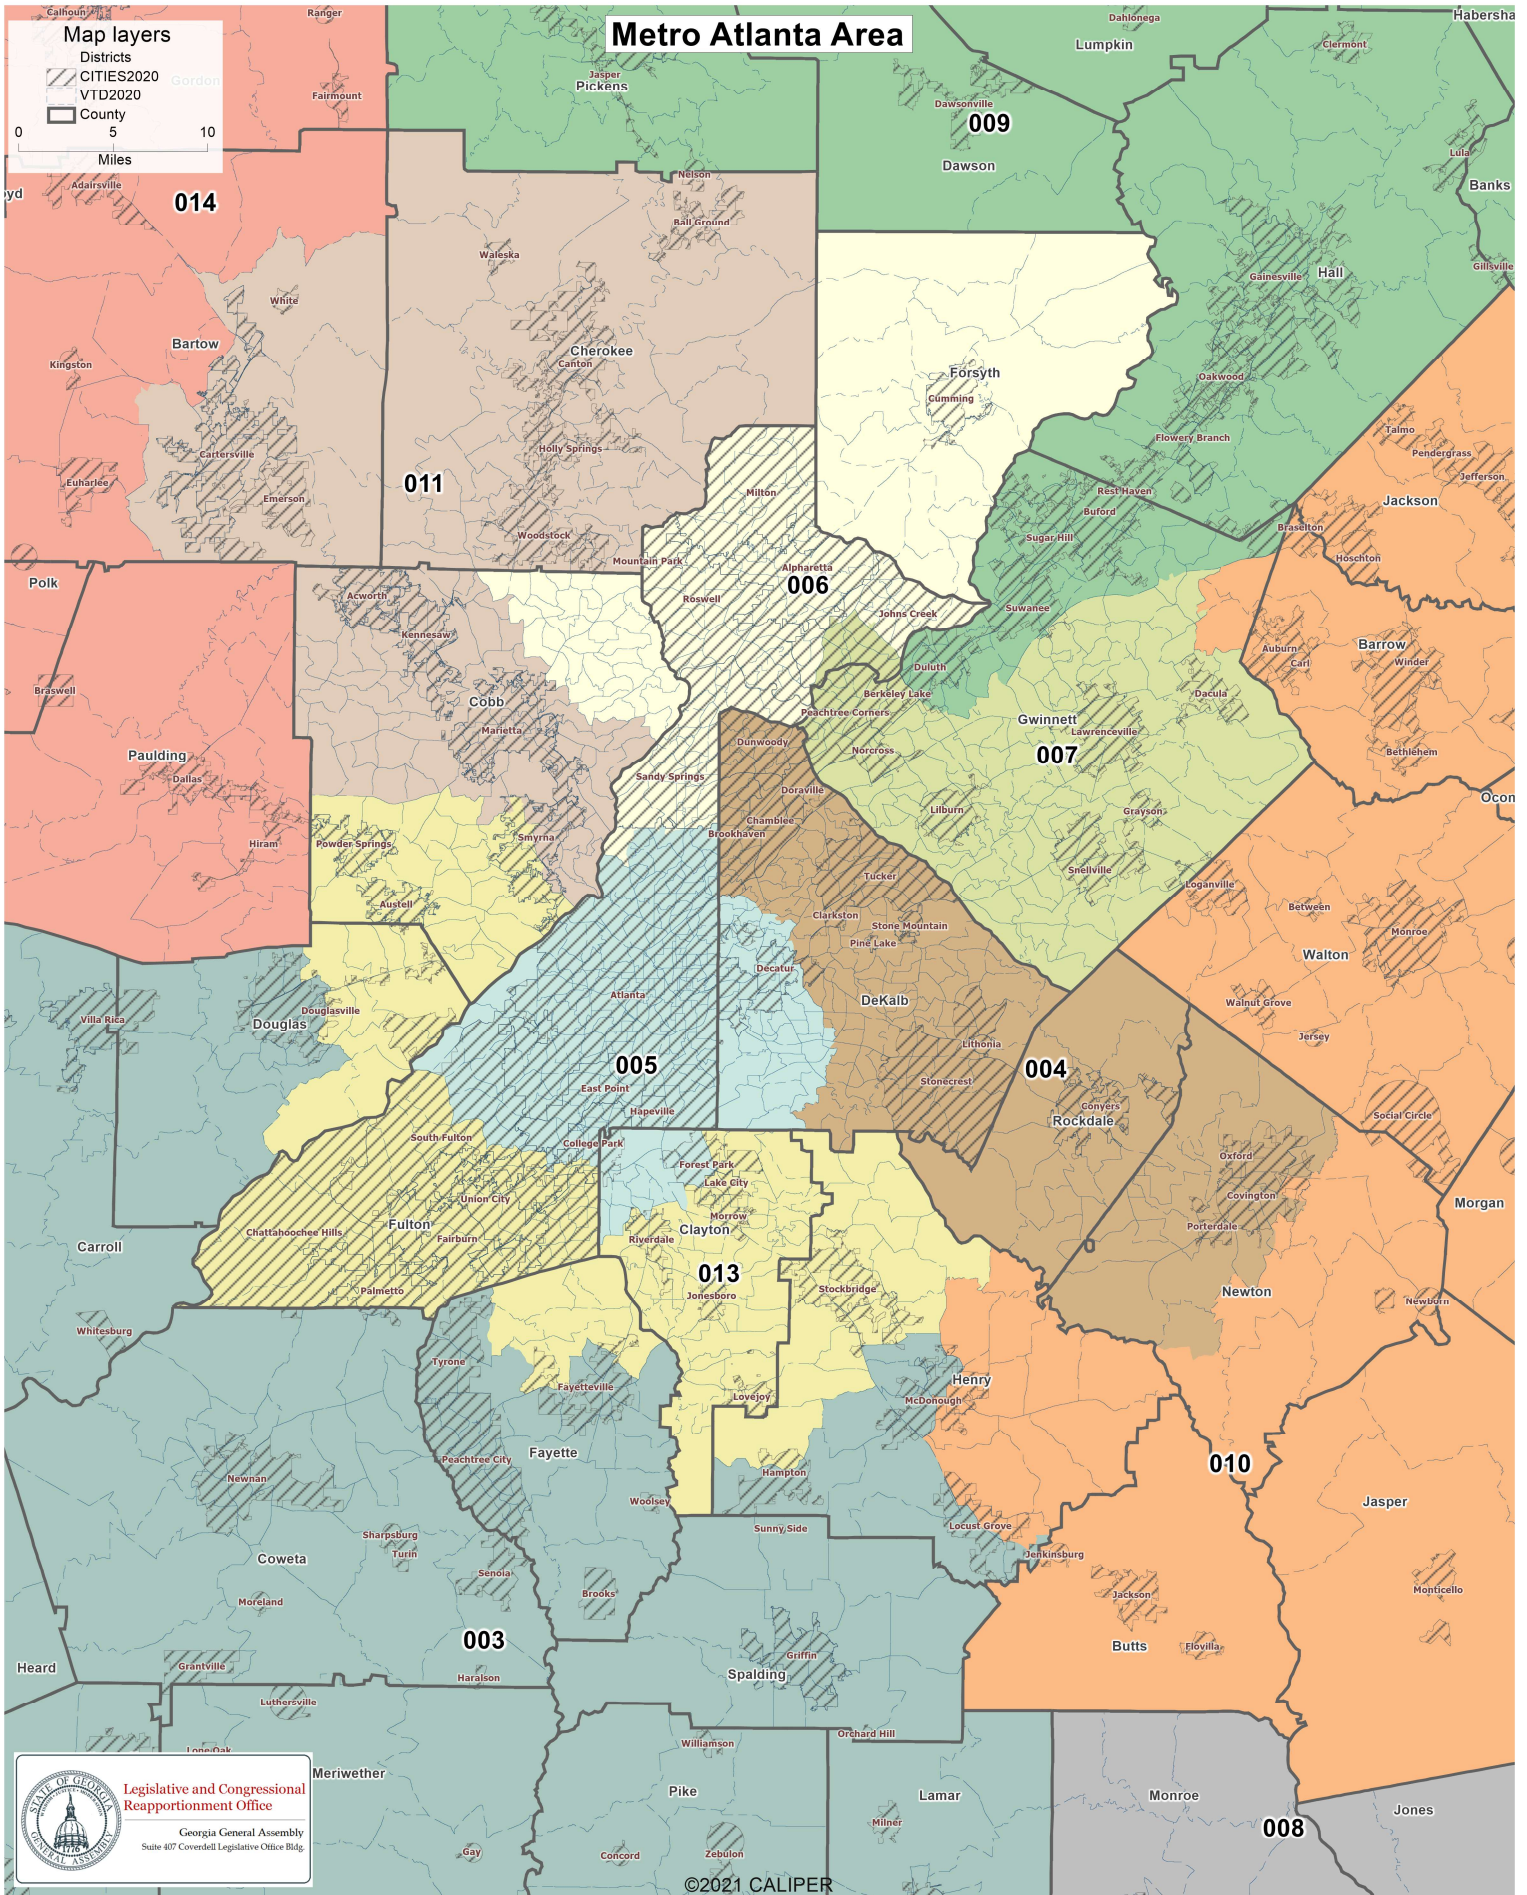 Metro Atlanta Area
Map layers
Districts
CITIES2020
VTD2020
County
0 5 10
Miles
Calhoun
Ranger
Gordon
Fairmount
Jasper
Pickens
Dahlonega
Lumpkin
Habersha
Clermont
Dawsonville
009
Dawson
Lula
Banks
yd
Adairsville
014
Nelson
Ball Ground
Waleska
Gainesville
Hall
Gillsville
White
Bartow
Kingston
Cherokee
Canton
Forsyth
Cumming
Oakwood
Flowery Branch
Talmo
Pendergrass
Jefferson
Jackson
Cartersville
Euharlee
Emerson
011
Holly Springs
Milton
Rest Haven
Buford
Sugar Hill
Braselton
Hoschton
Woodstock
Mountain Park
Alpharetta
006
Roswell
Johns Creek
Suwanee
Polk
Acworth
Kennesaw
Auburn
Carl
Barrow
Winder
Duluth
Berkeley Lake
Dacula
Braswell
Cobb
Marietta
Peachtree Corners
Norcross
Gwinnett
Lawrenceville
007
Bethlehem
Paulding
Dallas
Hiram
Dunwoody
Sandy Springs
Doraville
Chamblee
Brookhaven
Lilburn
Grayson
Ocon
Powder Springs
Smyrna
Austell
Tucker
Snellville
Loganville
Clarkston
Stone Mountain
Pine Lake
Between
Monroe
Walton
Decatur
Atlanta
DeKalb
Walnut Grove
Jersey
Villa Rica
Douglas
Douglasville
005
East Point
Hapeville
Lithonia
Stonecrest
004
Conyers
Rockdale
Social Circle
South Fulton
College Park
Forest Park
Lake City
Oxford
Covington
Union City
Morrow
Clayton
Riverdale
Porterdale
Morgan
Chattahoochee Hills
Fulton
Fairburn
Carroll
013
Jonesboro
Stockbridge
Palmetto
Newton
Newborn
Whitesburg
Tyrone
Fayetteville
Lovejoy
Henry
McDonough
Fayette
Peachtree City
Newnan
Hampton
Woolsey
010
Jasper
Sharpsburg
Turin
Sunny Side
Locust Grove
Jenkinsburg
Coweta
Senoia
Moreland
Brooks
Jackson
Monticello
003
Griffin
Spalding
Butts
Flovilla
Heard
Grantville
Haralson
Luthersville
Lone Oak
Williamson
Orchard Hill
Meriwether
Pike
Lamar
Milner
Monroe
008
Jones
Gay
Concord
Zebulon
STATE OF GEORGIA
GENERAL ASSEMBLY
1776
Legislative and Congressional
Reapportionment Office
Georgia General Assembly
Suite 407 Coverdell Legislative Office Bldg.
©2021 CALIPER